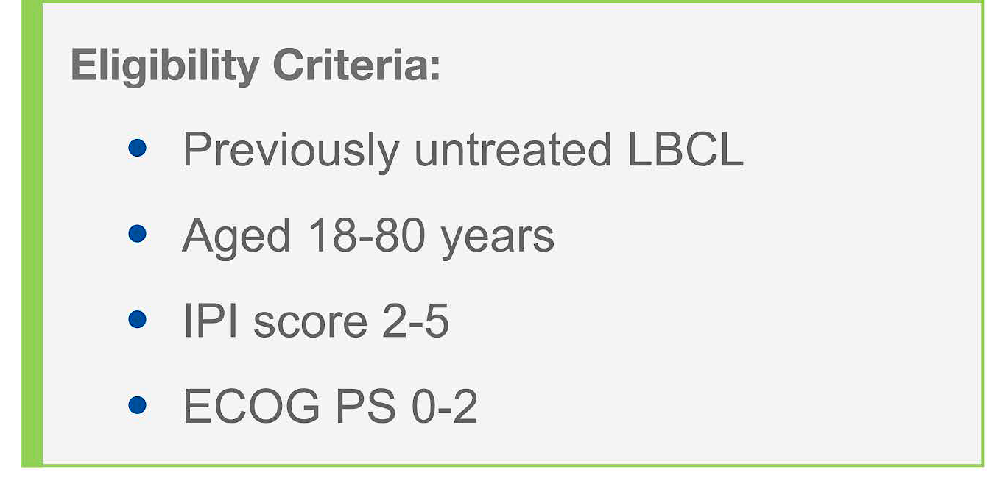 Eligibility Criteria:
• Previously untreated LBCL
• Aged 18-80 years
• IPI score 2-5
• ECOG PS 0-2